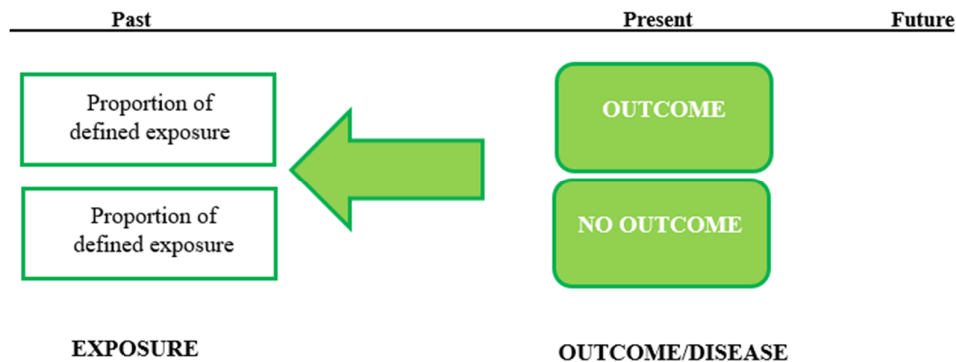 Past Present Future
Proportion of
defined exposure
OUTCOME
Proportion of
defined exposure
NO OUTCOME
EXPOSURE
OUTCOME/DISEASE